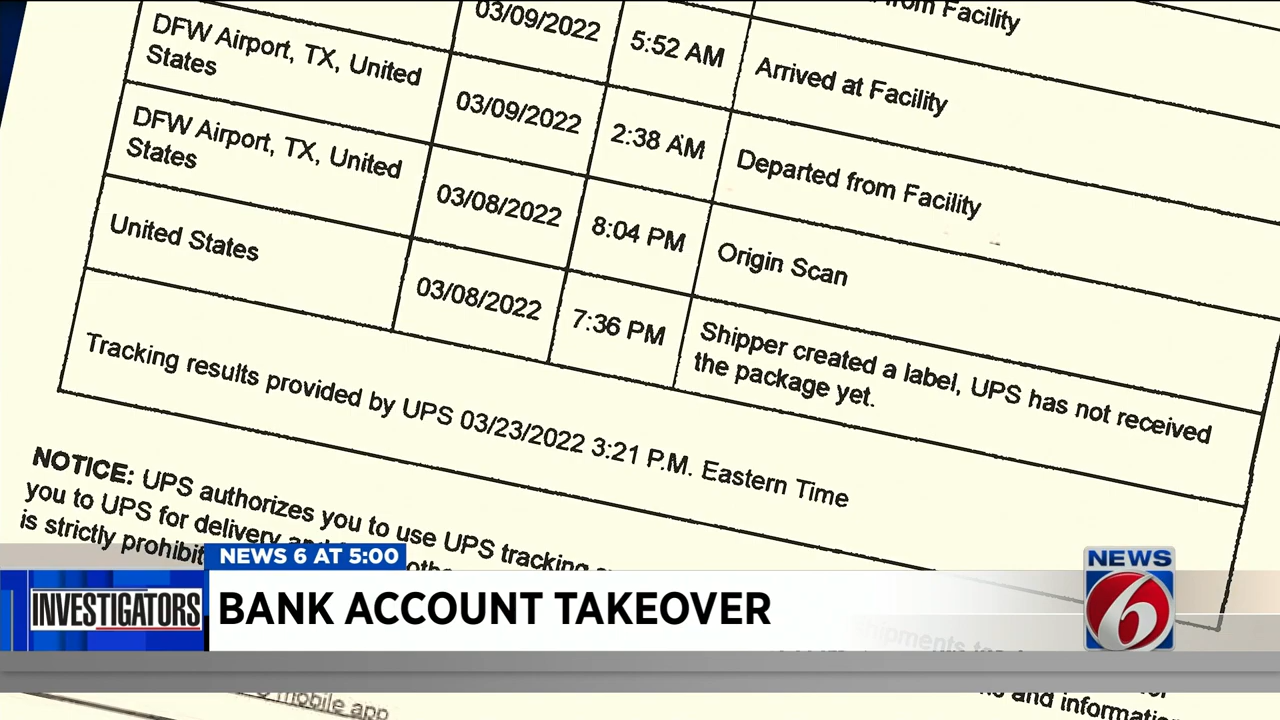 from Facility
03/09/2022 5:52 AM Arrived at Facility
DFW Airport, TX, United
States
03/09/2022 2:38 AM Departed from Facility
DFW Airport, TX, United
States
03/08/2022 8:04 PM Origin Scan
United States 03/08/2022 7:36 PM Shipper created a label, UPS has not received
the package yet.
Tracking results provided by UPS 03/23/2022 3:21 P.M. Eastern Time
NOTICE: UPS authorizes you to use UPS tracking
you to UPS for delivery
is strictly
NEWS 6 AT 5:00
INVESTIGATORS
BANK ACCOUNT TAKEOVER
NEWS
6
shipments
and
mobile app